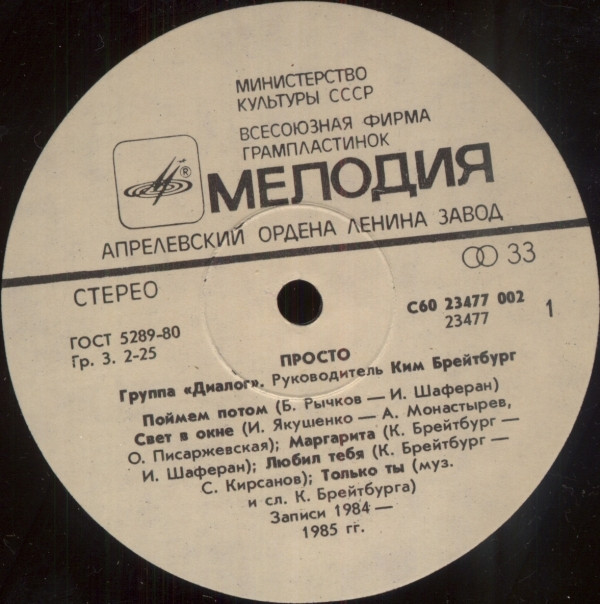 МИНИСТЕРСТВО
КУЛЬТУРЫ СССР
ВСЕСОЮЗНАЯ ФИРМА
ГРАМПЛАСТИНОК
®
МЕЛОДИЯ
АПРЕЛЕВСКИЙ ОРДЕНА ЛЕНИНА ЗАВОД
СТЕРЕО
33
ГОСТ 5289-80
Гр. 3. 2-25
С60 23477 002
23477
1
ПРОСТО
Группа «Диалог». Руководитель Ким Брейтбург
Поймем потом (Б. Рычков — И. Шаферан)
Свет в окне (И. Якушенко — А. Монастырев,
О. Писаржевская); Маргарита (К. Брейтбург —
И. Шаферан); Любил тебя (К. Брейтбург —
С. Кирсанов); Только ты (муз.
и сл. К. Брейтбурга)
Записи 1984 —
1985 гг.